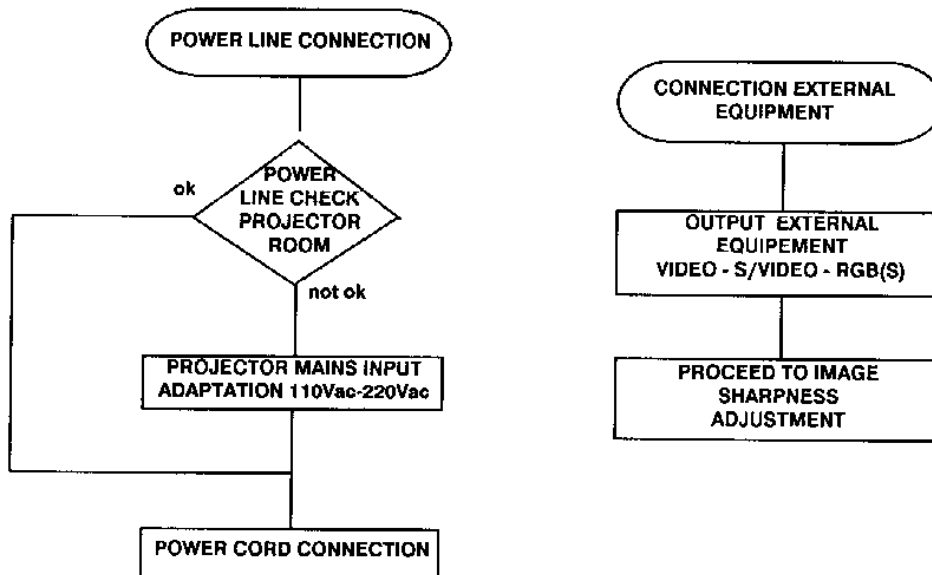 POWER LINE CONNECTION
ok
POWER
LINE CHECK
PROJECTOR
ROOM
not ok
PROJECTOR MAINS INPUT
ADAPTATION 110Vac-220Vac
POWER CORD CONNECTION
CONNECTION EXTERNAL
EQUIPMENT
OUTPUT EXTERNAL
EQUIPEMENT
VIDEO - S/VIDEO - RGB(S)
PROCEED TO IMAGE
SHARPNESS
ADJUSTMENT